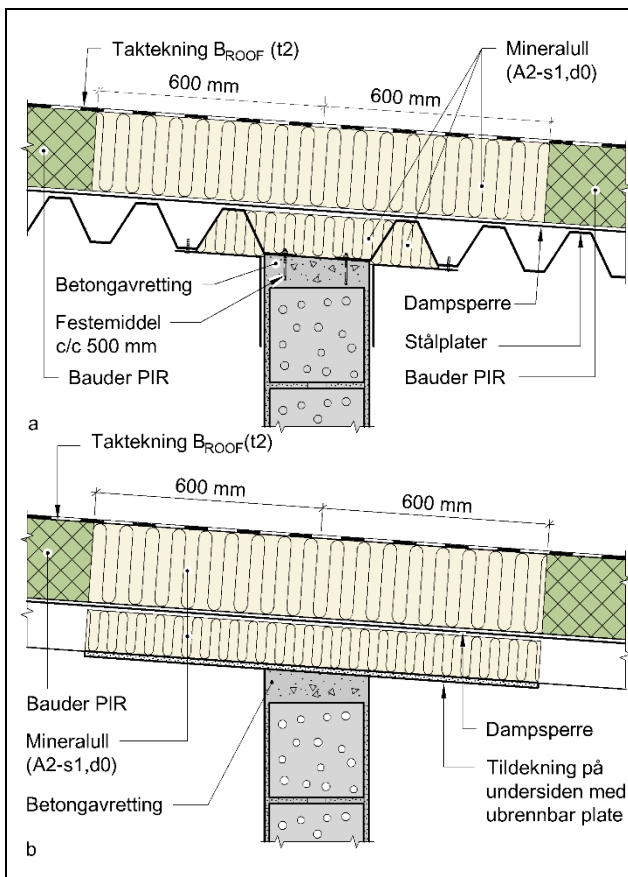 Taktekning BROOF (t2)
Mineralull
(A2-s1,d0)
600 mm
600 mm
Betongavretting
Festemiddel
c/c 500 mm
Bauder PIR
Dampsperre
Stålplater
Bauder PIR
a
Taktekning BROOF(t2)
600 mm
600 mm
Bauder PIR
Mineralull
(A2-s1,d0)
Betongavretting
Dampsperre
Tildekning på
undersiden med
ubrennbar plate
b